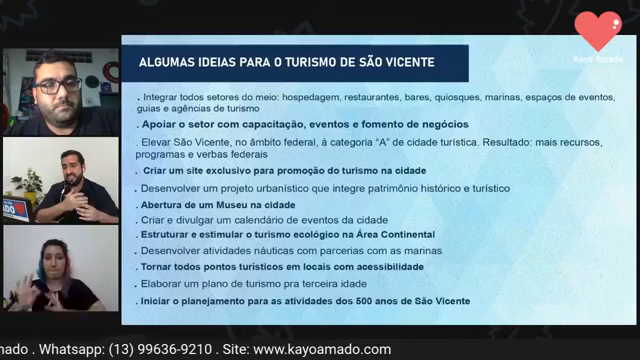 Kayo Amado
ALGUMAS IDEIAS PARA O TURISMO DE SÃO VICENTE
. Integrar todos setores do meio: hospedagem, restaurantes, bares, quiosques, marinas, espaços de eventos,
guias e agências de turismo
. Apoiar o setor com capacitação, eventos e fomento de negócios
. Elevar São Vicente, no âmbito federal, à categoria “A” de cidade turística. Resultado: mais recursos,
programas e verbas federais
. Criar um site exclusivo para promoção do turismo na cidade
. Desenvolver um projeto urbanístico que integre patrimônio histórico e turístico
. Abertura de um Museu na cidade
. Criar e divulgar um calendário de eventos da cidade
. Estruturar e estimular o turismo ecológico na Área Continental
. Desenvolver atividades náuticas com parcerias com as marinas
. Tornar todos pontos turísticos em locais com acessibilidade
. Elaborar um plano de turismo pra terceira idade
. Iniciar o planejamento para as atividades dos 500 anos de São Vicente
mado . Whatsapp: (13) 99636-9210 . Site: www.kayoamado.com